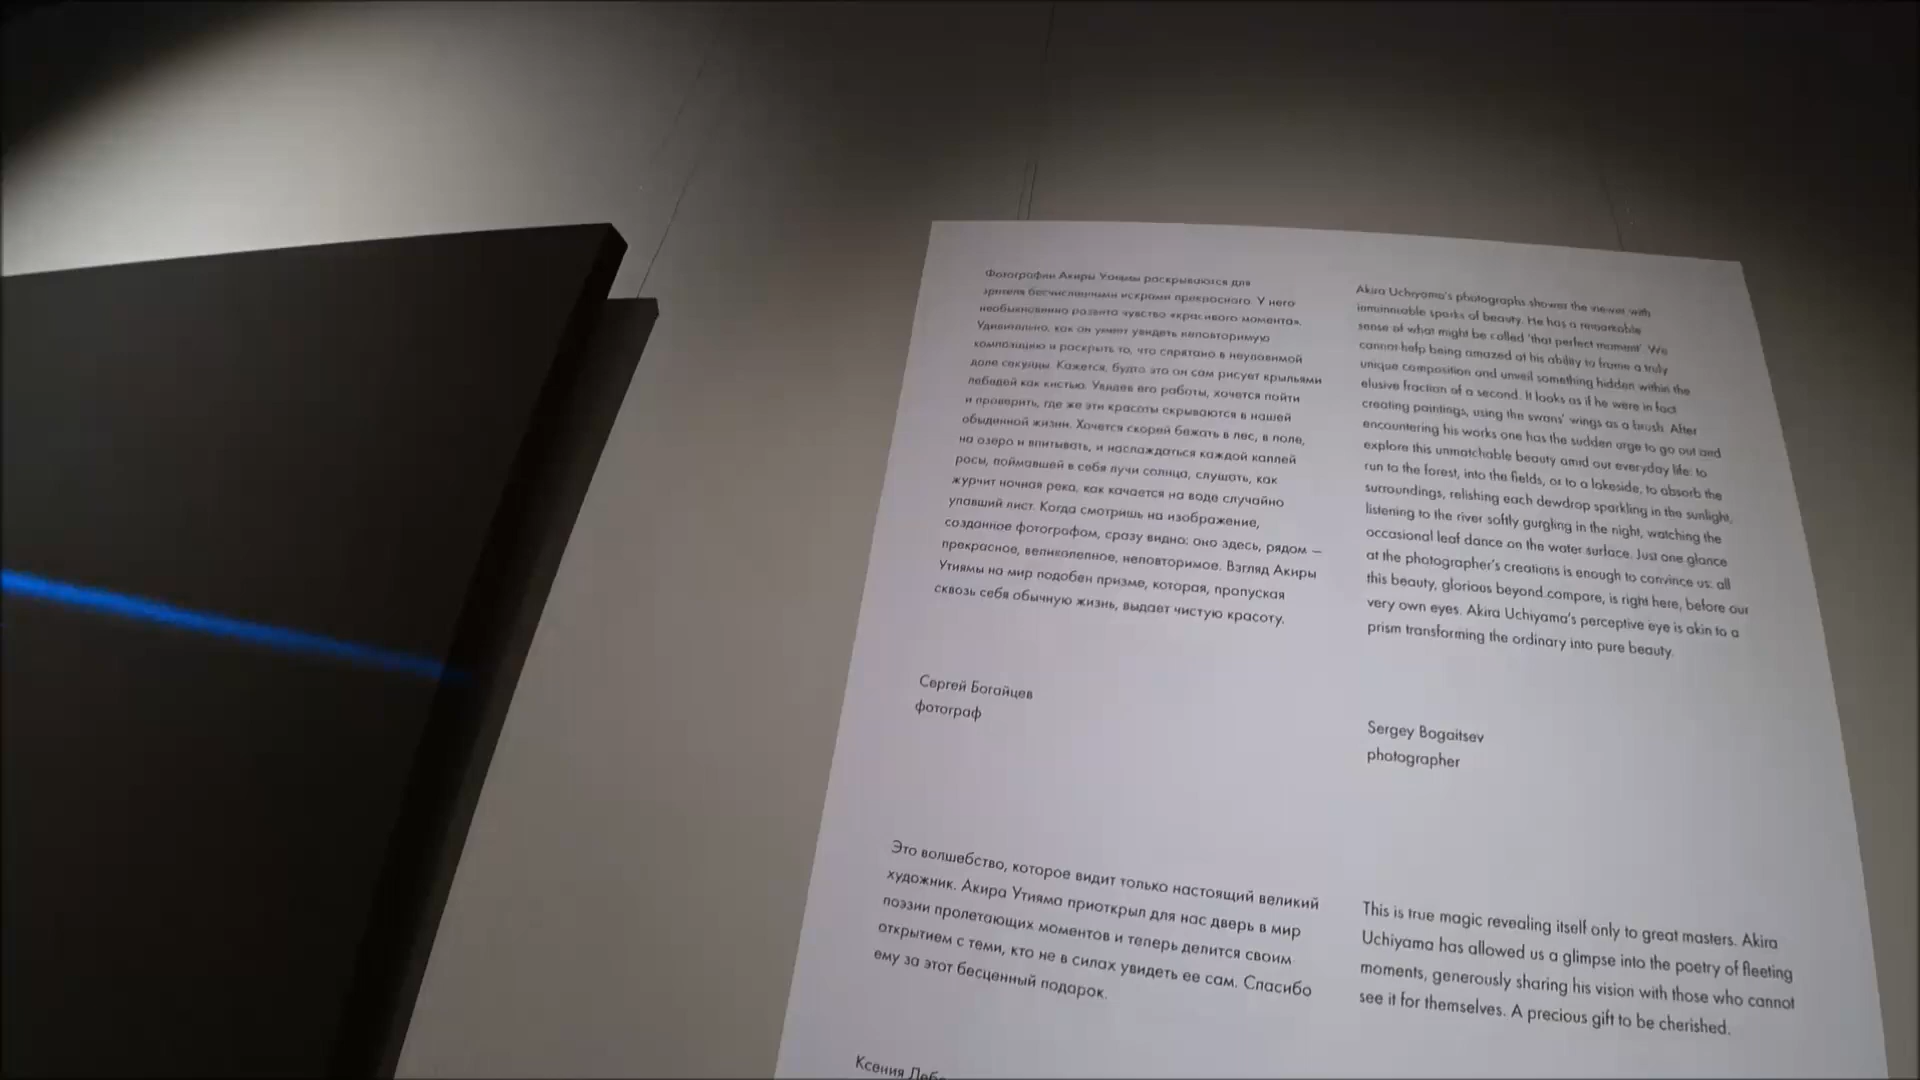 Фотографии Акиры Утиямы раскрываются для
зрителя бесчисленными искрами прекрасного. У него
необыкновенно развито чувство «красивого момента».
Удивительно, как он умеет увидеть неповторимую
композицию и раскрыть то, что спрятано в неуловимой
доле секунды. Кажется, будто это он сам рисует крыльями
лебедей как кистью. Увидев его работы, хочется пойти
и проверить, где же эти красоты скрываются в нашей
обыденной жизни. Хочется скорей бежать в лес, в поле,
на озеро и впитывать, и наслаждаться каждой каплей
росы, поймавшей в себя лучи солнца, слушать, как
журчит ночная река, как качается на воде случайно
упавший лист. Когда смотришь на изображение,
созданное фотографом, сразу видно: оно здесь, рядом —
прекрасное, великолепное, неповторимое. Взгляд Акиры
Утиямы на мир подобен призме, которая, пропуская
сквозь себя обычную жизнь, выдает чистую красоту.
Сергей Богайцев
фотограф
Akira Uchiyama's photographs shower the viewer with
innumerable sparks of beauty. He has a remarkable
sense of what might be called 'that perfect moment'. We
cannot help being amazed at his ability to frame a truly
unique composition and unveil something hidden within the
elusive fraction of a second. It looks as if he were in fact
creating paintings, using the swans' wings as a brush. After
encountering his works one has the sudden urge to go out and
explore this unmatchable beauty amid our everyday life: to
run to the forest, into the fields, or to a lakeside, to absorb the
surroundings, relishing each dewdrop sparkling in the sunlight,
listening to the river softly gurgling in the night, watching the
occasional leaf dance on the water surface. Just one glance
at the photographer's creations is enough to convince us: all
this beauty, glorious beyond compare, is right here, before our
very own eyes. Akira Uchiyama's perceptive eye is akin to a
prism transforming the ordinary into pure beauty.
Sergey Bogaitsev
photographer
Это волшебство, которое видит только настоящий великий
художник. Акира Утияма приоткрыл для нас дверь в мир
поэзии пролетающих моментов и теперь делится своим
открытием с теми, кто не в силах увидеть ее сам. Спасибо
ему за этот бесценный подарок.
Ксения
This is true magic revealing itself only to great masters. Akira
Uchiyama has allowed us a glimpse into the poetry of fleeting
moments, generously sharing his vision with those who cannot
see it for themselves. A precious gift to be cherished.